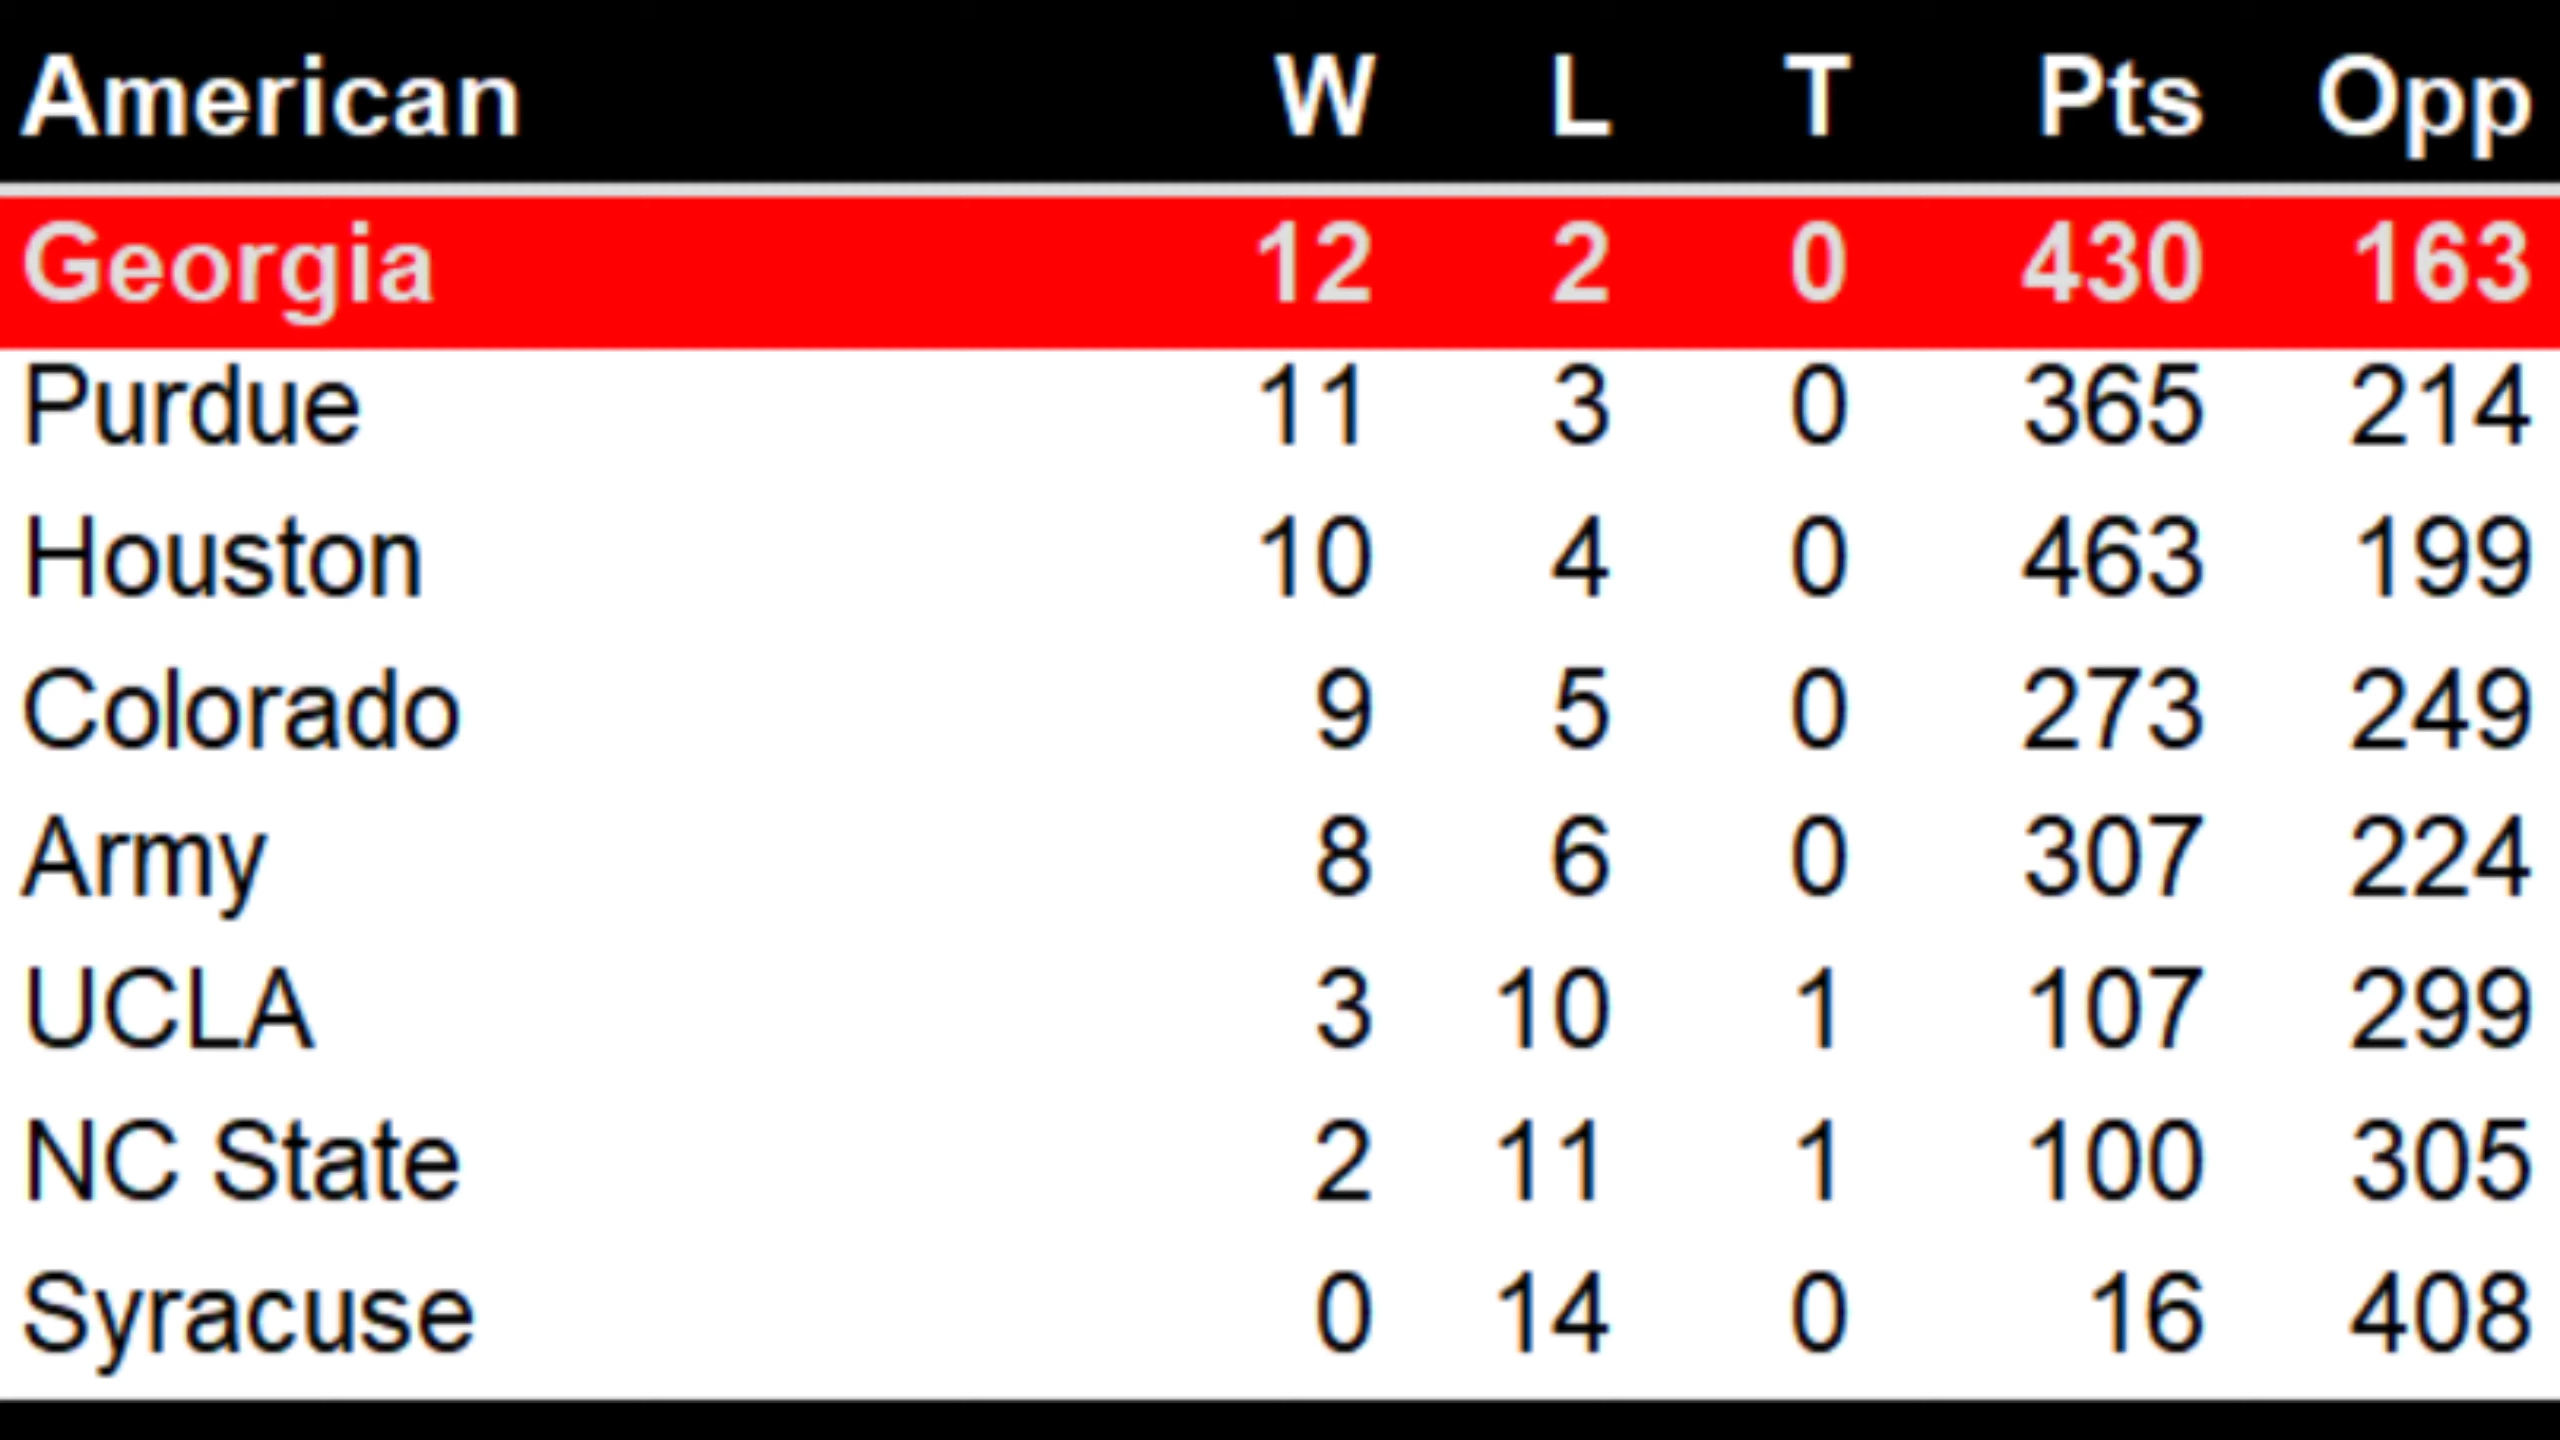 American W L T Pts Opp
Georgia 12 2 0 430 163
Purdue 11 3 0 365 214
Houston 10 4 0 463 199
Colorado 9 5 0 273 249
Army 8 6 0 307 224
UCLA 3 10 1 107 299
NC State 2 11 1 100 305
Syracuse 0 14 0 16 408